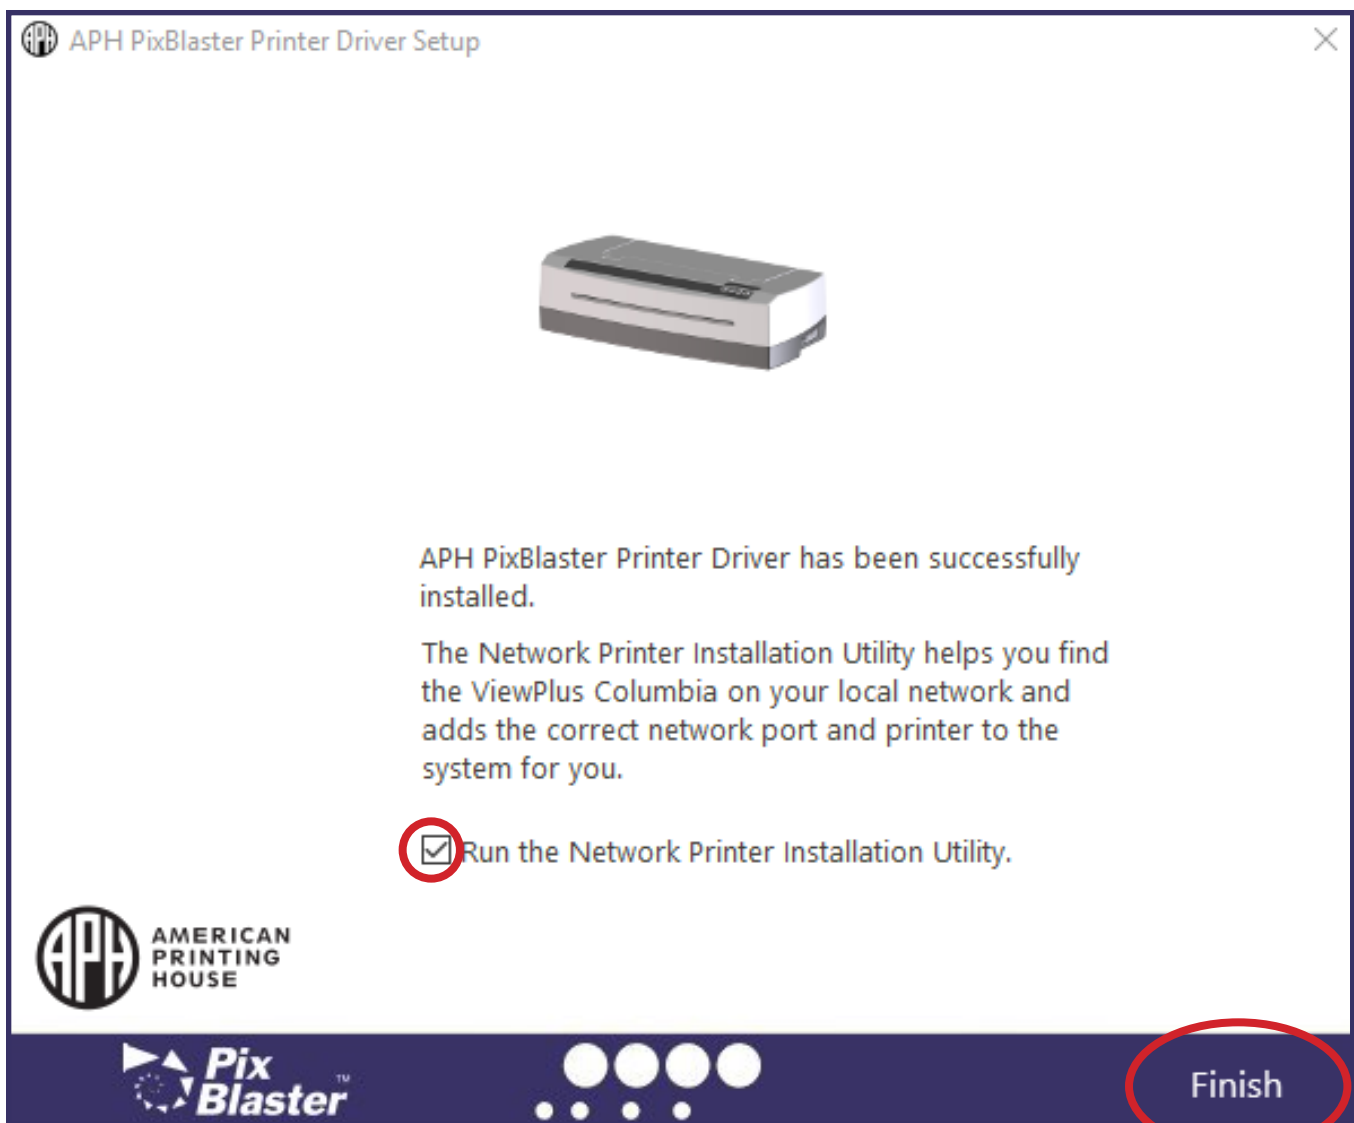 APH PixBlaster Printer Driver Setup
APH PixBlaster Printer Driver has been successfully
installed.
The Network Printer Installation Utility helps you find
the ViewPlus Columbia on your local network and
adds the correct network port and printer to the
system for you.
Run the Network Printer Installation Utility.
APH
AMERICAN
PRINTING
HOUSE
Pix
Blaster™
Finish